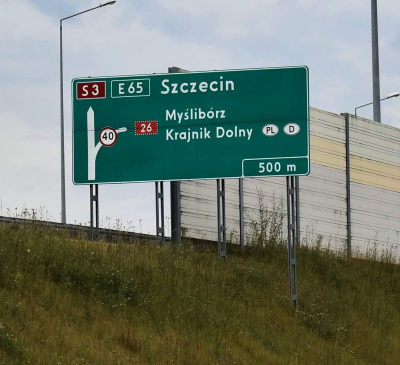 S3 E65 Szczecin
40 26 Myślibórz
Krajnik Dolny PL D
500 m